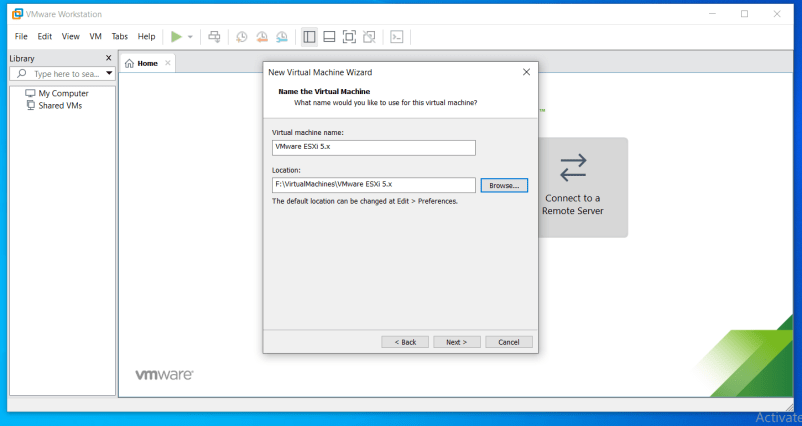 VMware Workstation
File Edit View VM Tabs Help
Library
Type here to sea...
My Computer
Shared VMs
Home
New Virtual Machine Wizard
Name the Virtual Machine
What name would you like to use for this virtual machine?
Virtual machine name:
VMware ESXi 5.x
Location:
F:\VirtualMachines\VMware ESXi 5.x
Browse...
The default location can be changed at Edit > Preferences.
< Back Next > Cancel
Connect to a
Remote Server
vmware
Activate